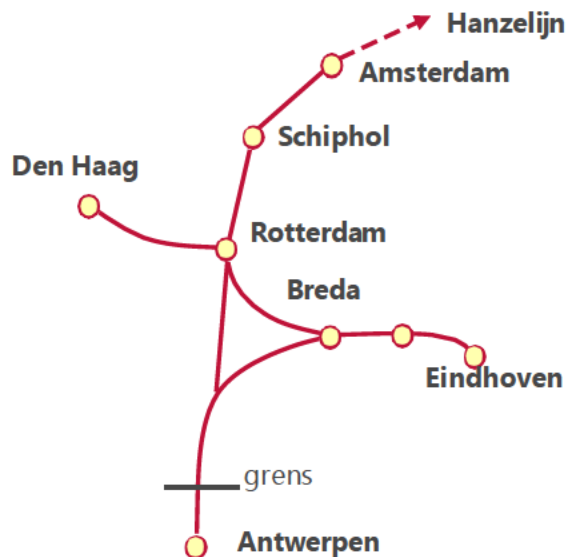 Hanzelijn
Amsterdam
Schiphol
Den Haag
Rotterdam
Breda
Eindhoven
grens
Antwerpen